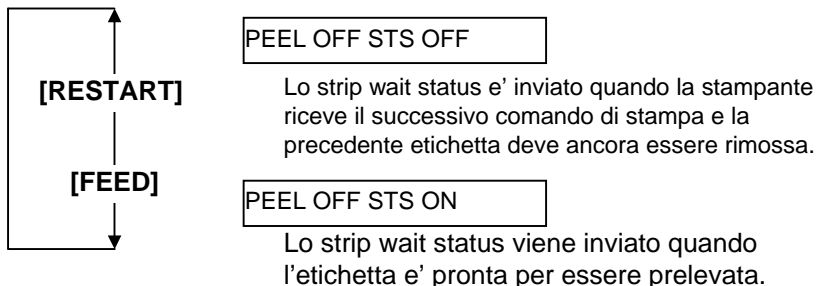 PEEL OFF STS OFF
[RESTART]
Lo strip wait status e' inviato quando la stampante
riceve il successivo comando di stampa e la
precedente etichetta deve ancora essere rimossa.
[FEED]
PEEL OFF STS ON
Lo strip wait status viene inviato quando
l'etichetta e' pronta per essere prelevata.